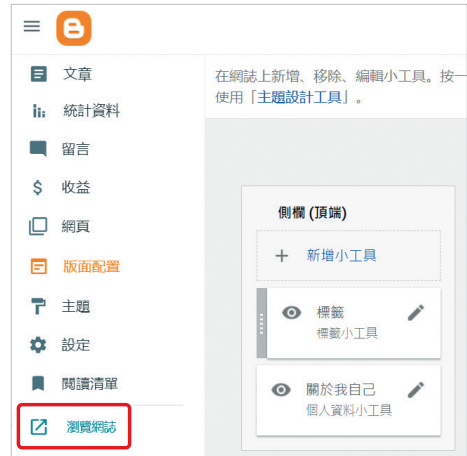 文章
統計資料
留言
收益
網頁
版面配置
主題
設定
閱讀清單
瀏覽網誌
在網誌上新增、移除、編輯小工具。按一
使用「主題設計工具」。
側欄 (頂端)
新增小工具
標籤
標籤小工具
關於我自己
個人資料小工具